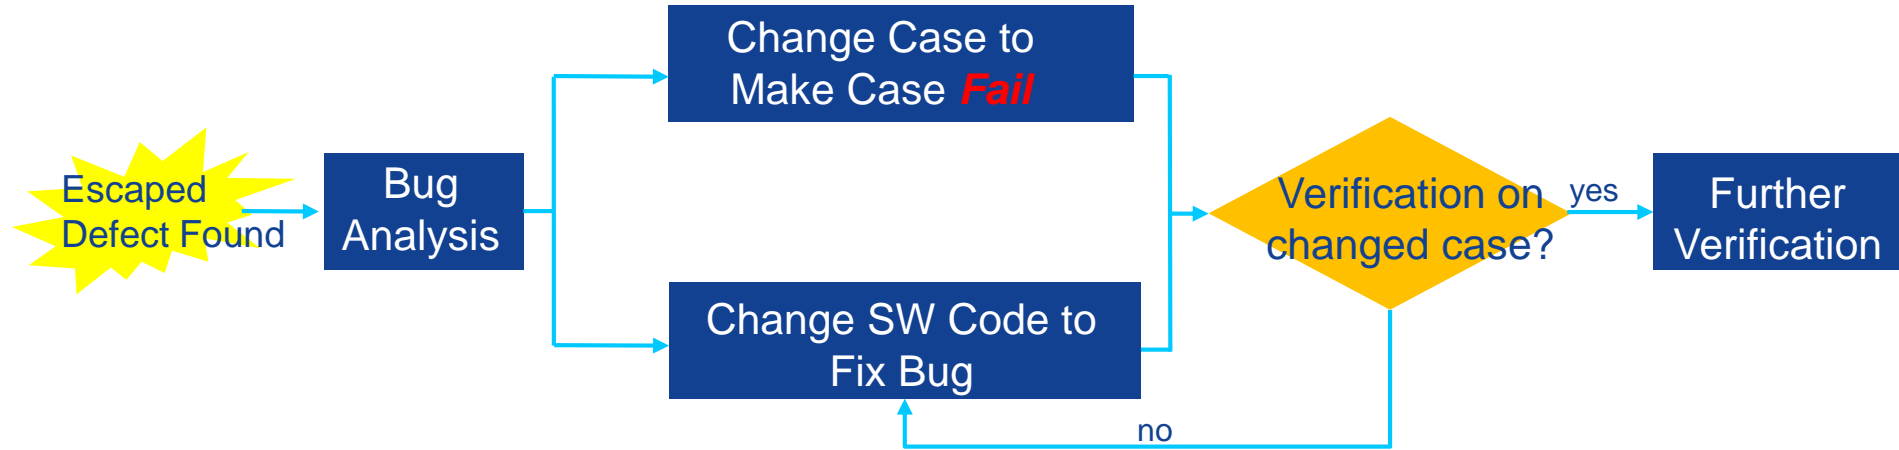 Escaped
Defect Found
Bug
Analysis
Change Case to
Make Case Fail
Change SW Code to
Fix Bug
Verification on
changed case?
yes
no
Further
Verification